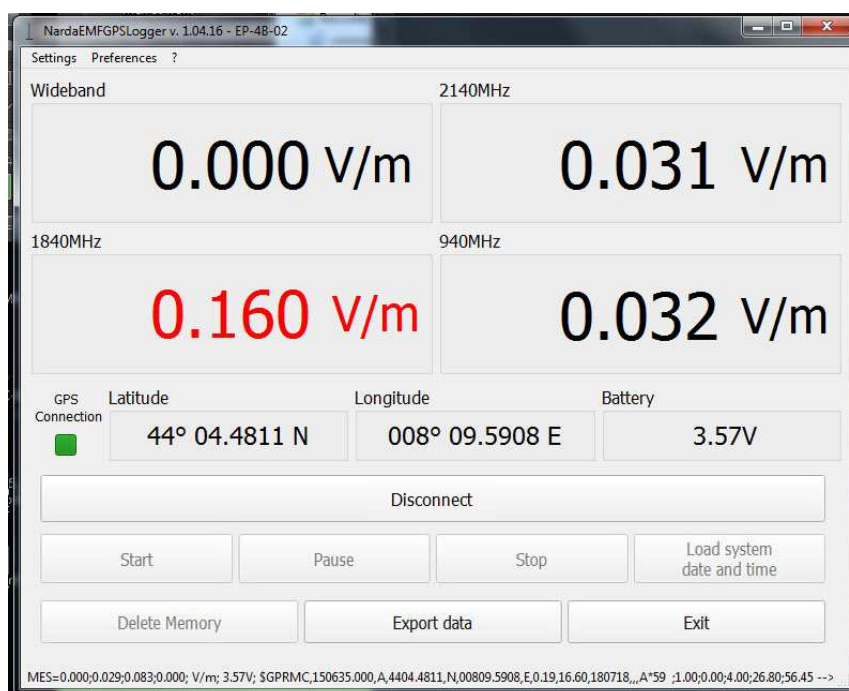 NardaEMFGPSLogger v. 1.04.16 - EP-4B-02
Settings Preferences ?
Wideband 2140MHz
0.000 V/m 0.031 V/m
1840MHz 940MHz
0.160 V/m 0.032 V/m
GPS Connection Latitude Longitude Battery
44° 04.4811 N 008° 09.5908 E 3.57V
Disconnect
Start Pause Stop Load system date and time
Delete Memory Export data Exit
MES=0.000;0.029;0.083;0.000; V/m; 3.57V; $GPRMC,150635.000,A,4404.4811,N,00809.5908,E,0.19,16.60,180718,,,A*59 ;1.00;0.00;4.00;26.80;56.45 -->